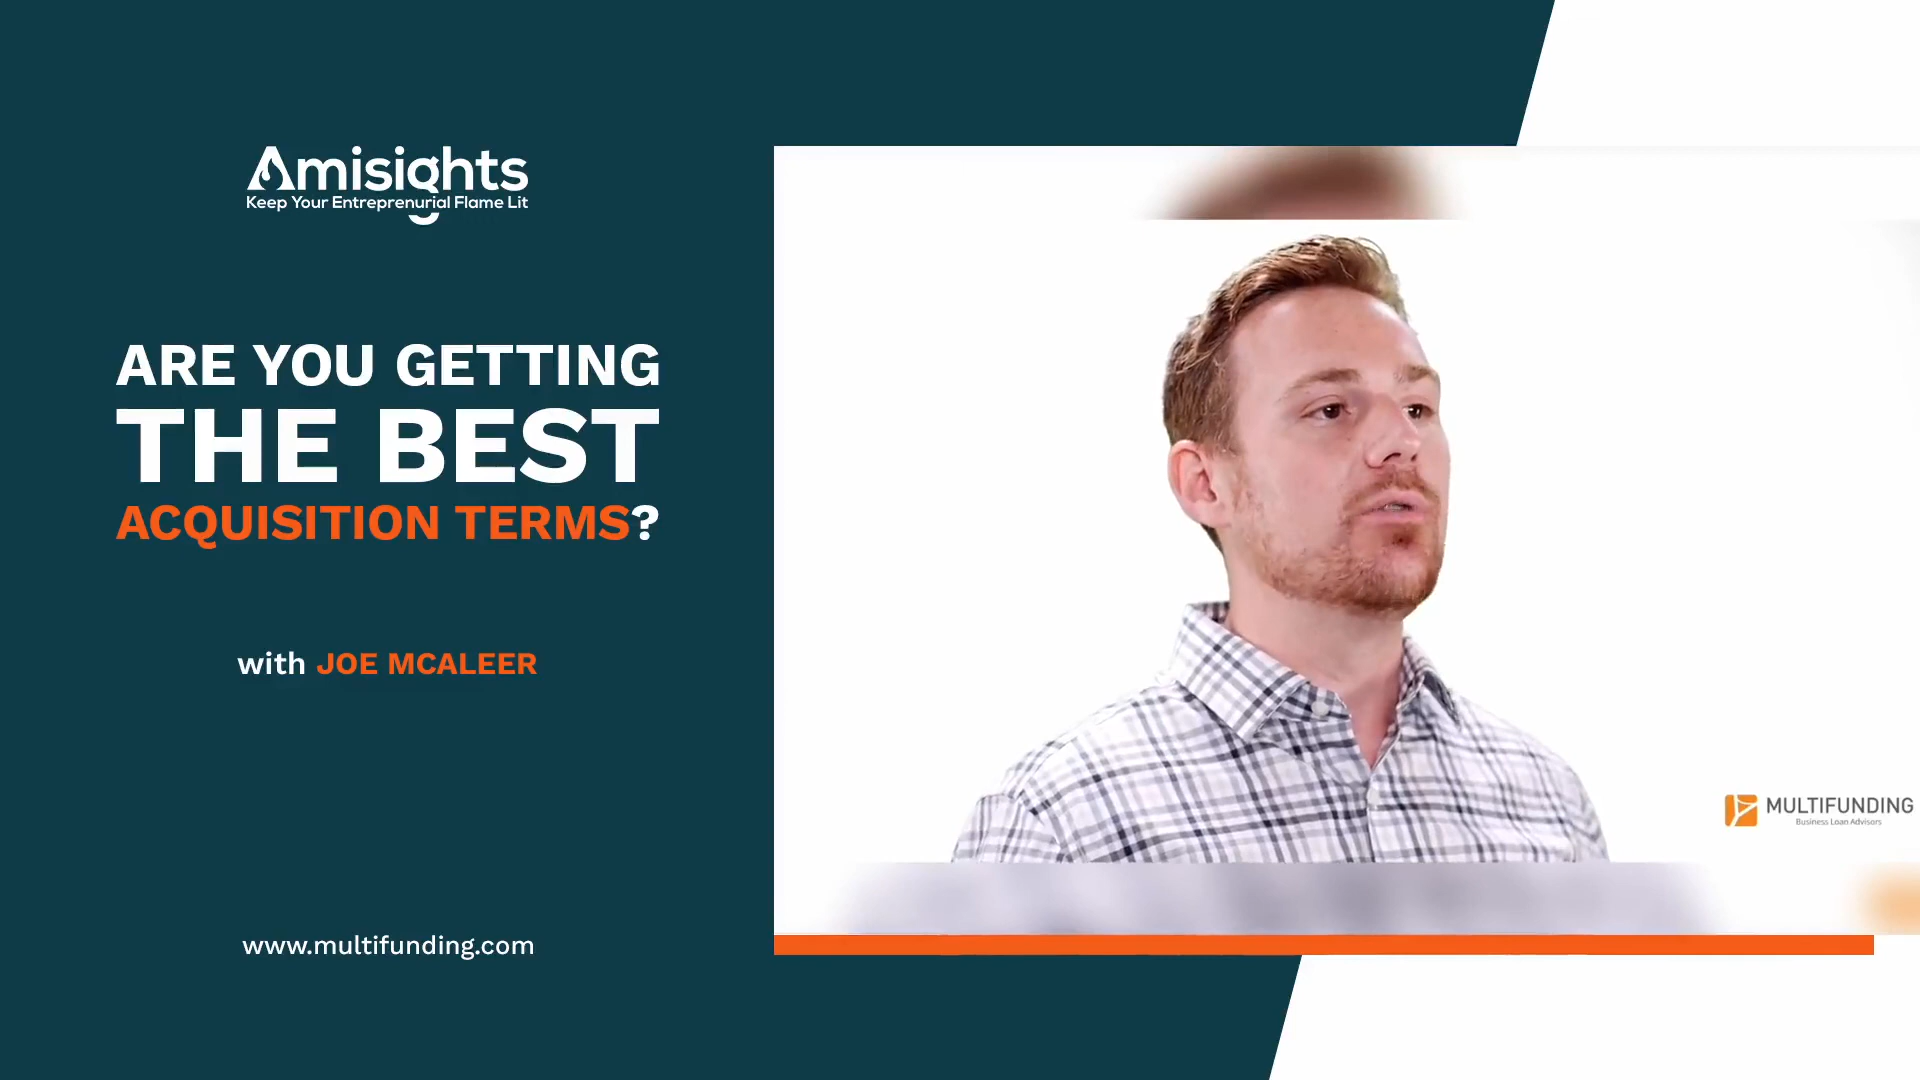 Amisights
Keep Your Entreprenurial Flame Lit
ARE YOU GETTING
THE BEST
ACQUISITION TERMS?
with JOE MCALEER
MULTIFUNDING
Business Loan Advisors
www.multifunding.com